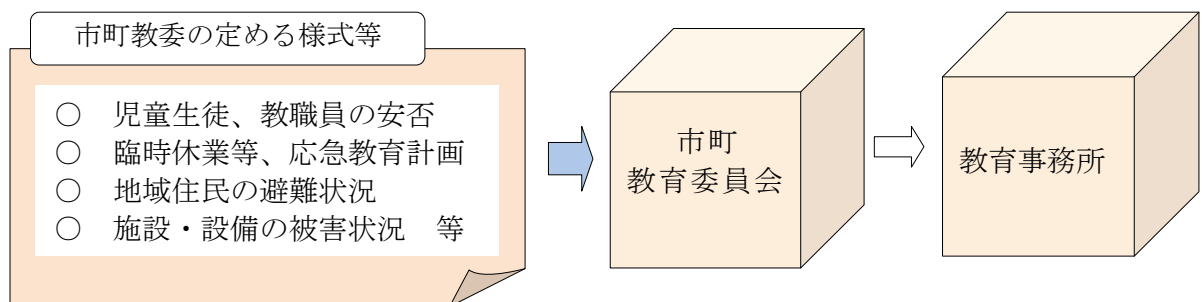 市町教委の定める様式等
○ 児童生徒、教職員の安否
○ 臨時休業等、応急教育計画
○ 地域住民の避難状況
○ 施設・設備の被害状況 等
市町
教育委員会
教育事務所